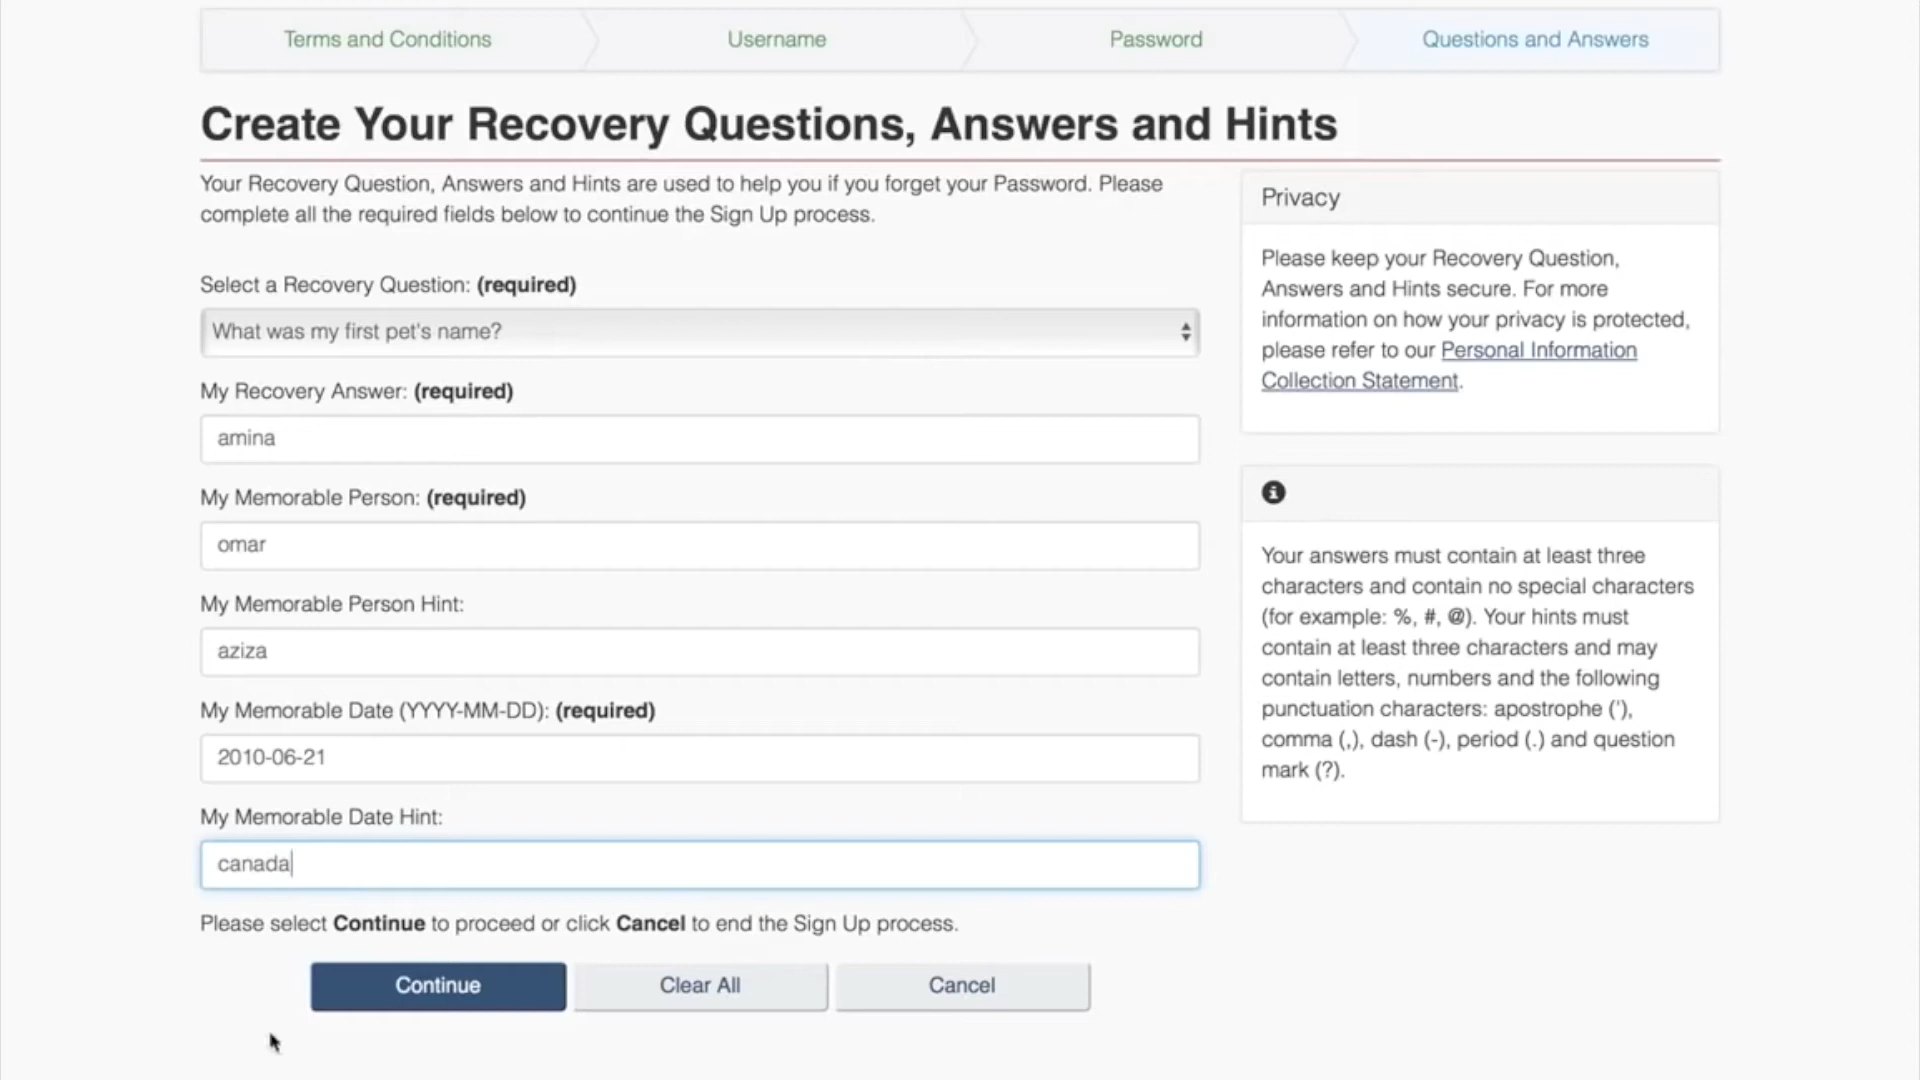 Terms and Conditions
Username
Password
Questions and Answers
Create Your Recovery Questions, Answers and Hints
Your Recovery Question, Answers and Hints are used to help you if you forget your Password. Please
complete all the required fields below to continue the Sign Up process.
Select a Recovery Question: (required)
What was my first pet's name?
My Recovery Answer: (required)
amina
My Memorable Person: (required)
omar
My Memorable Person Hint:
aziza
My Memorable Date (YYYY-MM-DD): (required)
2010-06-21
My Memorable Date Hint:
canada
Please select Continue to proceed or click Cancel to end the Sign Up process.
Continue
Clear All
Cancel
Privacy
Please keep your Recovery Question,
Answers and Hints secure. For more
information on how your privacy is protected,
please refer to our Personal Information
Collection Statement.
Your answers must contain at least three
characters and contain no special characters
(for example: %, #, @). Your hints must
contain at least three characters and may
contain letters, numbers and the following
punctuation characters: apostrophe ('),
comma (,), dash (-), period (.) and question
mark (?).